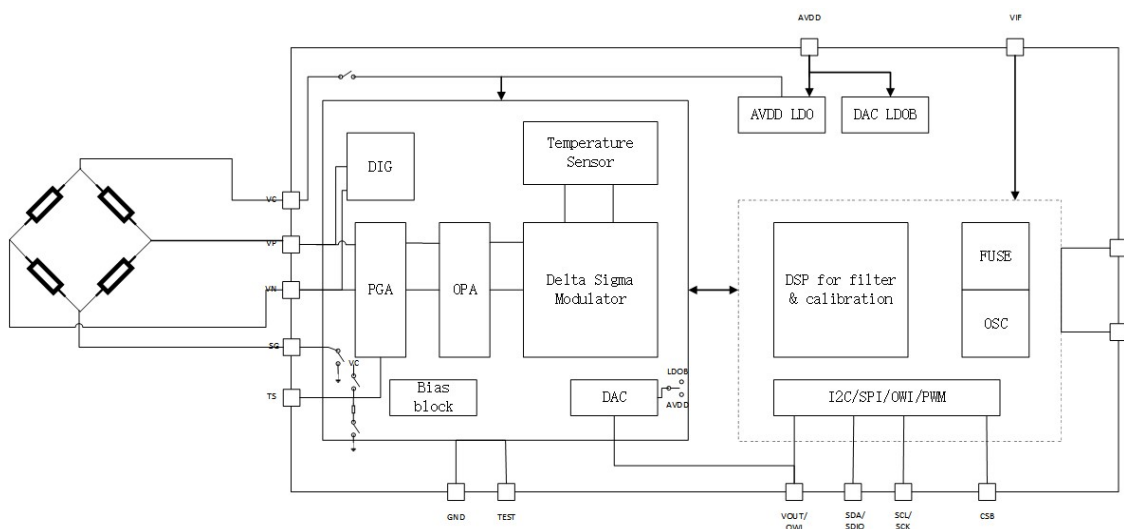 AVDD
VIF
AVDD LDO
DAC LDOB
Temperature
Sensor
DIG
VC
VP
VN
SG
TS
PGA
OPA
Delta Sigma
Modulator
DSP for filter
& calibration
FUSE
OSC
VC
Bias
block
DAC
LDOB
AVDD
I2C/SPI/OWI/PWM
GND
TEST
VOUT/
OWI
SDA/
SDIO
SCL/
SCK
CSB